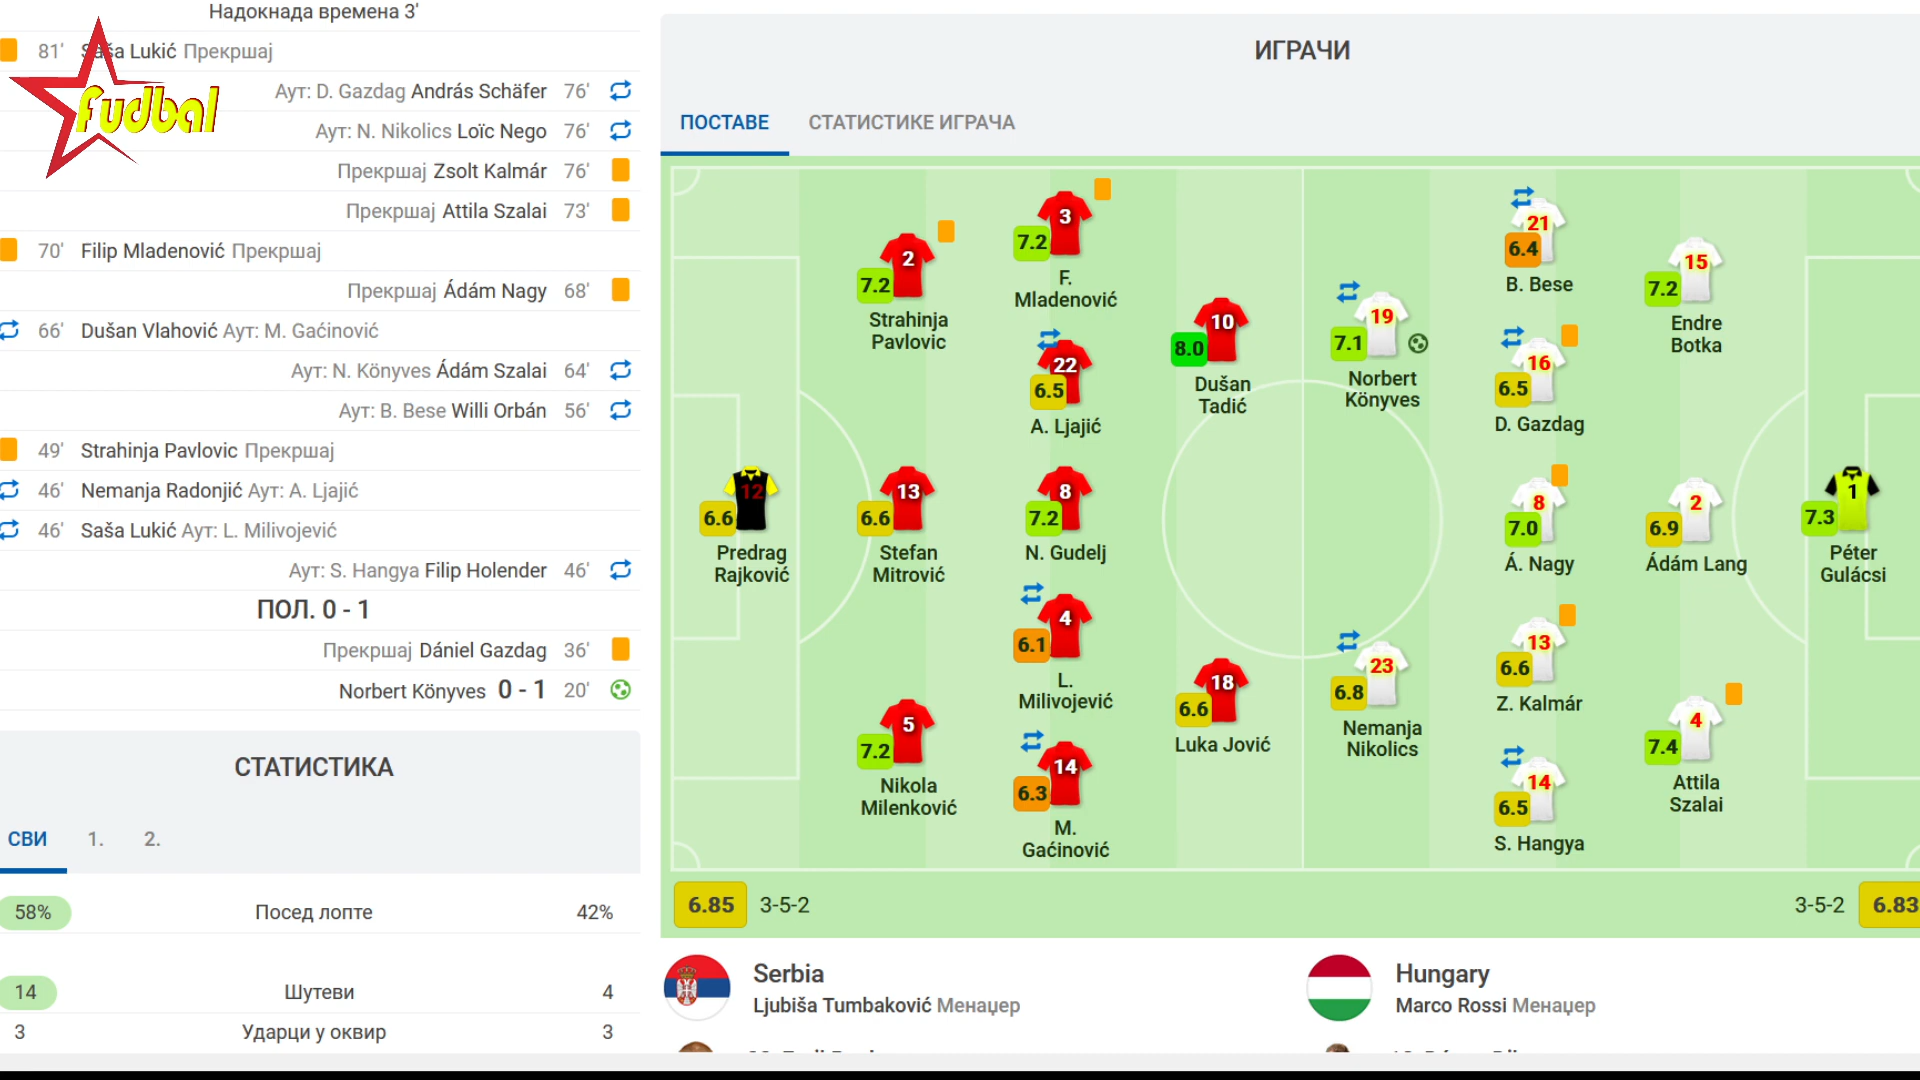 Надокнада времена 3'
81' Saša Lukić Прекршај
fudbal
Аут: D. Gazdag András Schäfer 76'
Аут: N. Nikolics Loïc Nego 76'
Прекршај Zsolt Kalmár 76'
Прекршај Attila Szalai 73'
70' Filip Mladenović Прекршај
Прекршај Ádám Nagy 68'
66' Dušan Vlahović Аут: M. Gaćinović
Аут: N. Könyves Ádám Szalai 64'
Аут: B. Bese Willi Orbán 56'
49' Strahinja Pavlovic Прекршај
46' Nemanja Radonjić Аут: A. Ljajić
46' Saša Lukić Аут: L. Milivojević
Аут: S. Hangya Filip Holender 46'
ПОЛ. 0 - 1
Прекршај Dániel Gazdag 36'
Norbert Könyves 0 - 1 20'
СТАТИСТИКА
СВИ 1. 2.
58% Посед лопте 42%
14 Шутеви 4
3 Ударци у оквир 3
ИГРАЧИ
ПОСТАВЕ СТАТИСТИКЕ ИГРАЧА
12
6.6
Predrag
Rajković
2
7.2
Strahinja
Pavlovic
13
6.6
Stefan
Mitrović
5
7.2
Nikola
Milenković
3
7.2
F.
Mladenović
22
6.5
A. Ljajić
8
7.2
N. Gudelj
4
6.1
L.
Milivojević
14
6.3
M.
Gaćinović
10
8.0
Dušan
Tadić
18
6.6
Luka Jović
19
7.1
Norbert
Könyves
23
6.8
Nemanja
Nikolics
21
6.4
B. Bese
16
6.5
D. Gazdag
8
7.0
Á. Nagy
13
6.6
Z. Kalmár
14
6.5
S. Hangya
15
7.2
Endre
Botka
2
6.9
Ádám Lang
4
7.4
Attila
Szalai
1
7.3
Péter
Gulácsi
6.85 3-5-2
3-5-2 6.83
Serbia
Ljubiša Tumbaković Менаџер
Hungary
Marco Rossi Менаџер